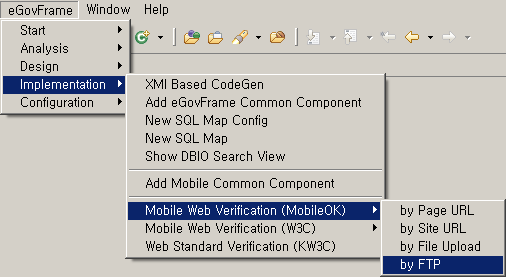 eGovFrame Window Help
Start
Analysis
Design
Implementation
Configuration
XMI Based CodeGen
Add eGovFrame Common Component
New SQL Map Config
New SQL Map
Show DBIO Search View
Add Mobile Common Component
Mobile Web Verification (MobileOK)
Mobile Web Verification (W3C)
Web Standard Verification (KW3C)
by Page URL
by Site URL
by File Upload
by FTP